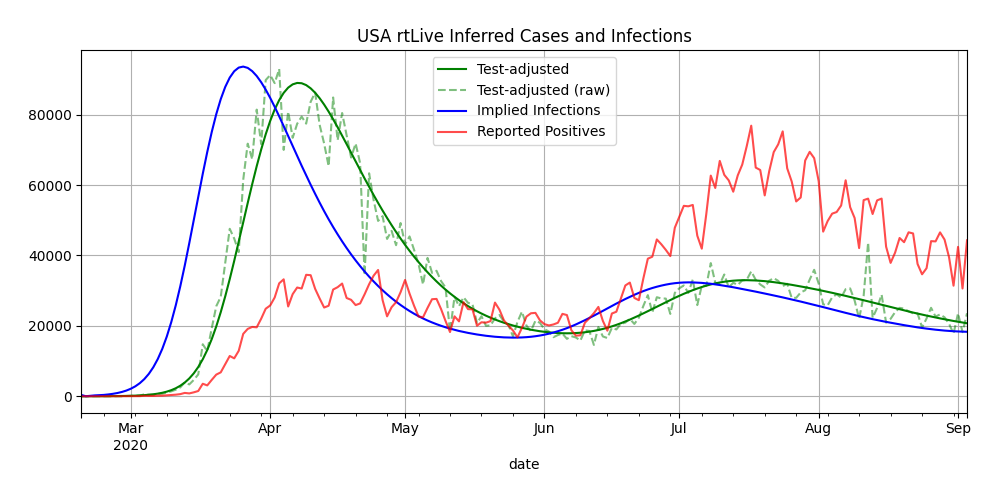 USA rtLive Inferred Cases and Infections
Test-adjusted
Test-adjusted (raw)
Implied Infections
Reported Positives
80000
60000
40000
20000
0
Mar Apr May Jun Jul Aug Sep
2020
date